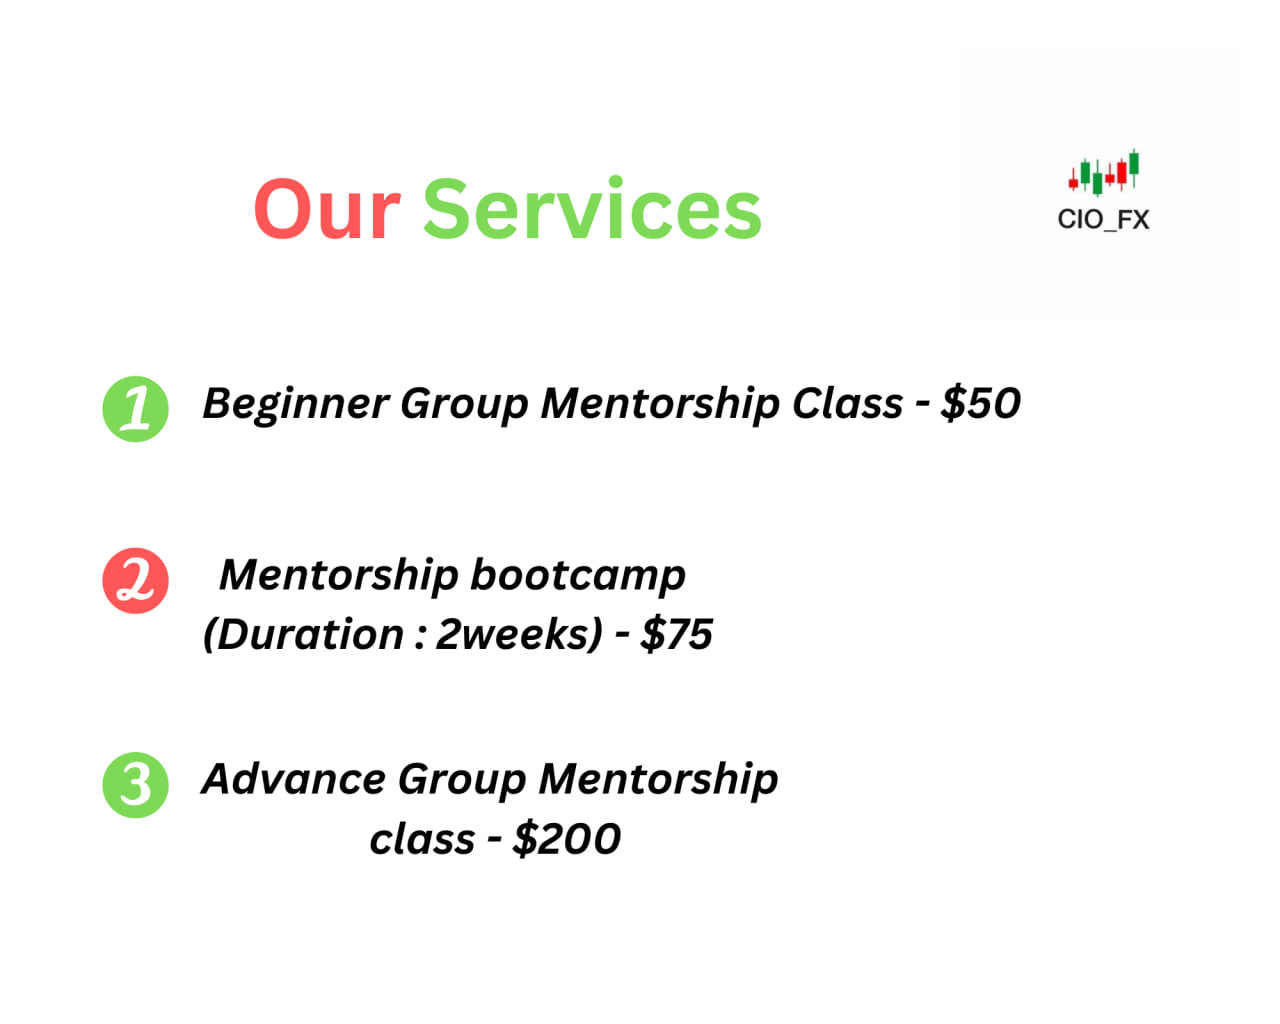 Our Services
CIO_FX
1 Beginner Group Mentorship Class - $50
2 Mentorship bootcamp
(Duration : 2weeks) - $75
3 Advance Group Mentorship
class - $200